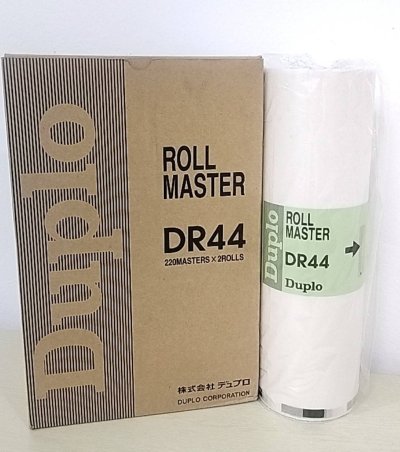 Duplo
ROLL
MASTER
DR44
220MASTERS × 2ROLLS
株式会社 デュプロ
DUPLO CORPORATION
Duplo
ROLL
MASTER
DR44
Duplo